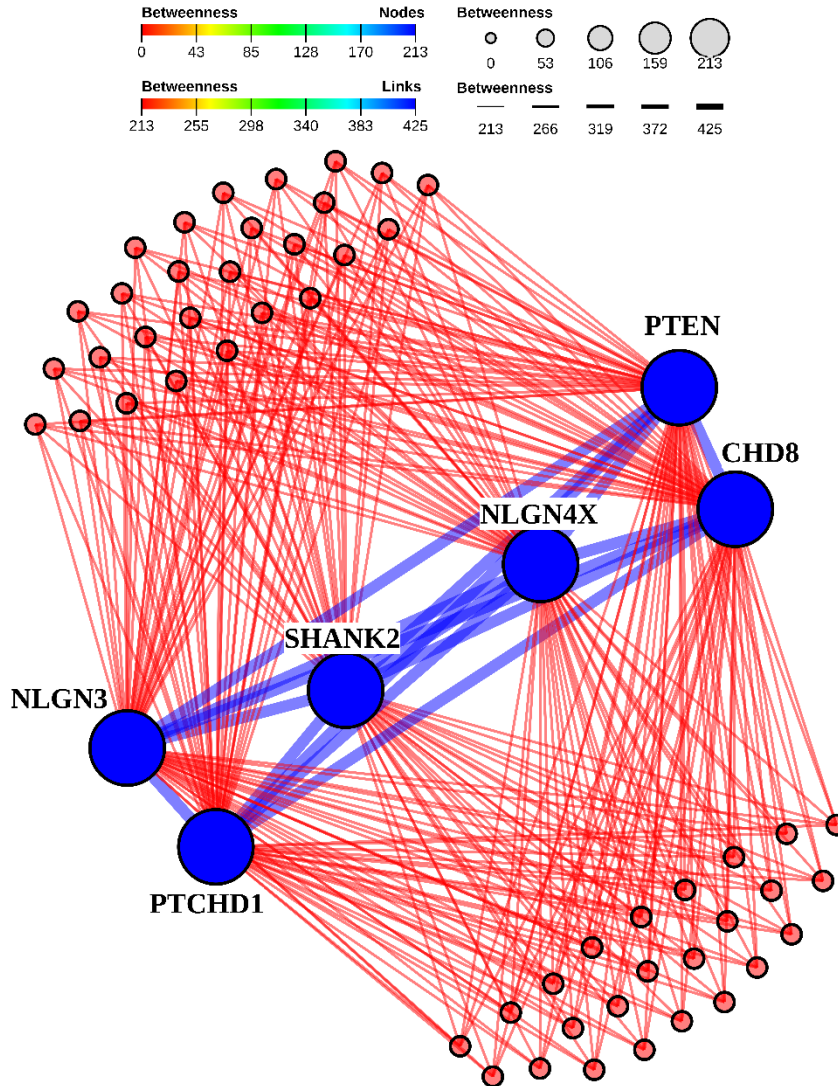 Betweenness Nodes
0 43 85 128 170 213
Betweenness
0 53 106 159 213
Betweenness Links
213 255 298 340 383 425
Betweenness
213 266 319 372 425
PTEN
CHD8
NLGN4X
SHANK2
NLGN3
PTCHD1